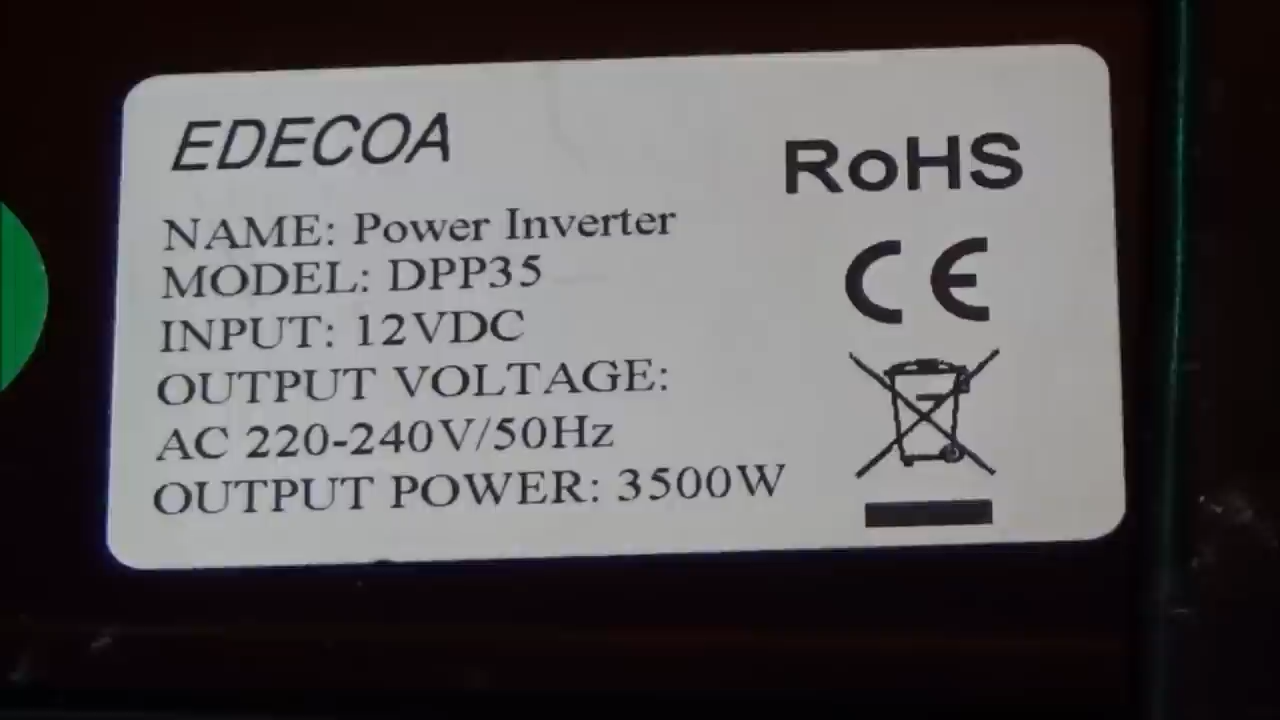 EDECOA
NAME: Power Inverter
MODEL: DPP35
INPUT: 12VDC
OUTPUT VOLTAGE:
AC 220-240V/50Hz
OUTPUT POWER: 3500W
RoHS
CE